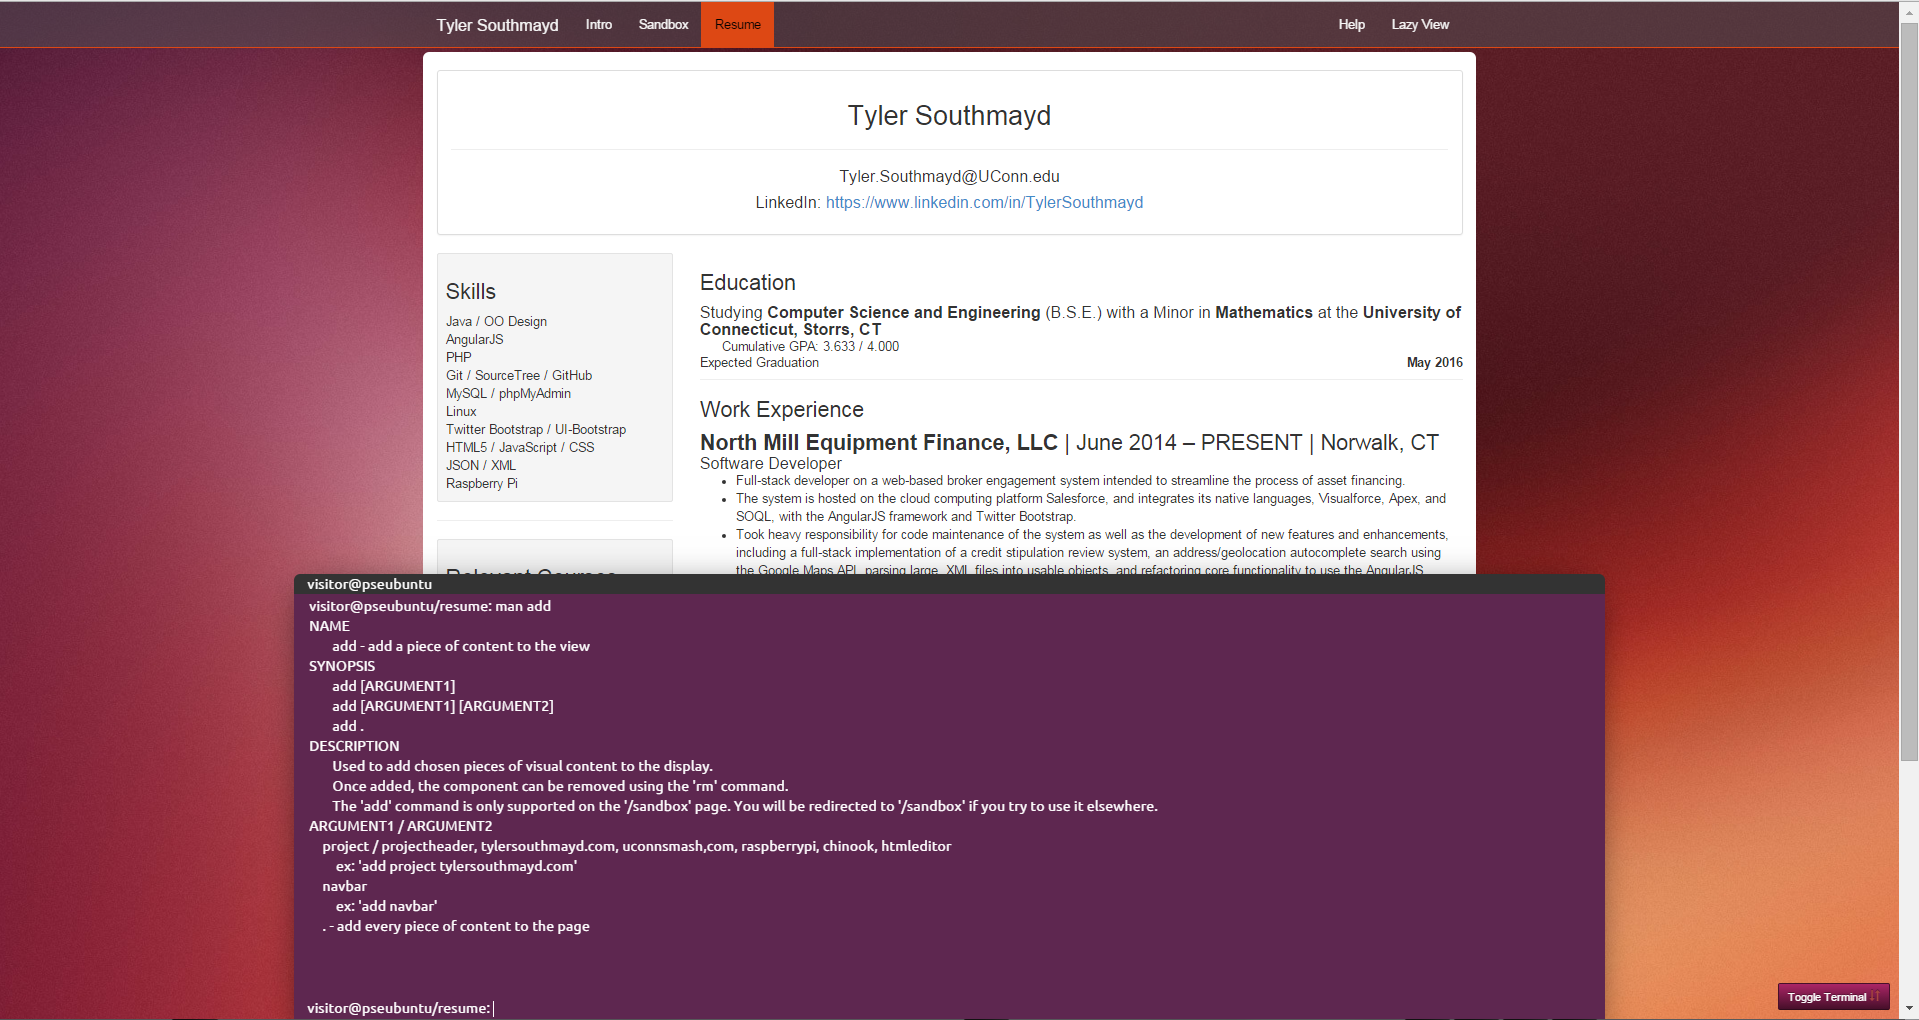 Tyler Southmayd Intro Sandbox Resume Help Lazy View
Tyler Southmayd
Tyler.Southmayd@UConn.edu
LinkedIn: https://www.linkedin.com/in/TylerSouthmayd
Skills
Java / OO Design
AngularJS
PHP
Git / SourceTree / GitHub
MySQL / phpMyAdmin
Linux
Twitter Bootstrap / UI-Bootstrap
HTML5 / JavaScript / CSS
JSON / XML
Raspberry Pi
Relevant Courses
Education
Studying Computer Science and Engineering (B.S.E.) with a Minor in Mathematics at the University of
Connecticut, Storrs, CT
Cumulative GPA: 3.633 / 4.000
Expected Graduation May 2016
Work Experience
North Mill Equipment Finance, LLC | June 2014 – PRESENT | Norwalk, CT
Software Developer
• Full-stack developer on a web-based broker engagement system intended to streamline the process of asset financing.
• The system is hosted on the cloud computing platform Salesforce, and integrates its native languages, Visualforce, Apex, and
SOQL, with the AngularJS framework and Twitter Bootstrap.
• Took heavy responsibility for code maintenance of the system as well as the development of new features and enhancements,
including a full-stack implementation of a credit stipulation review system, an address/geolocation autocomplete search using
the Google Maps API, parsing large .XML files into usable objects, and refactoring core functionality to use the AngularJS
visitor@pseubuntu
visitor@pseubuntu/resume: man add
NAME
add - add a piece of content to the view
SYNOPSIS
add [ARGUMENT1]
add [ARGUMENT1] [ARGUMENT2]
add .
DESCRIPTION
Used to add chosen pieces of visual content to the display.
Once added, the component can be removed using the 'rm' command.
The 'add' command is only supported on the '/sandbox' page. You will be redirected to '/sandbox' if you try to use it elsewhere.
ARGUMENT1 / ARGUMENT2
project / projectheader, tylersouthmayd.com, uconnsmash,com, raspberrypi, chinook, htmleditor
ex: 'add project tylersouthmayd.com'
navbar
ex: 'add navbar'
. - add every piece of content to the page
visitor@pseubuntu/resume:
Toggle Terminal